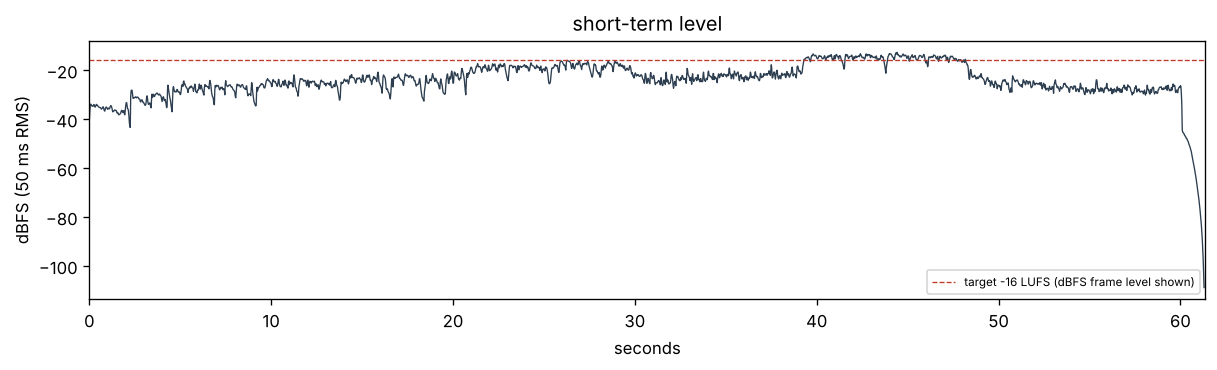 short-term level
dBFS (50 ms RMS)
−20
−40
−60
−80
−100
target -16 LUFS (dBFS frame level shown)
0 10 20 30 40 50 60
seconds